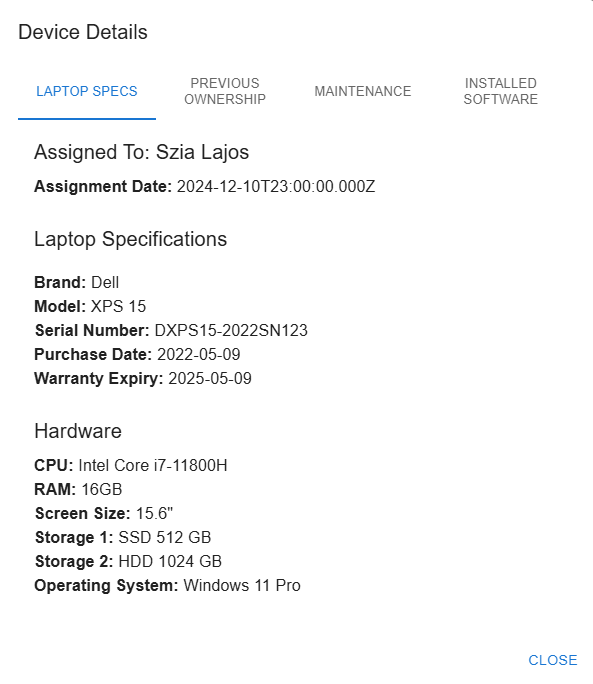 Device Details
LAPTOP SPECS
PREVIOUS
OWNERSHIP
MAINTENANCE
INSTALLED
SOFTWARE
Assigned To: Szia Lajos
Assignment Date: 2024-12-10T23:00:00.000Z
Laptop Specifications
Brand: Dell
Model: XPS 15
Serial Number: DXPS15-2022SN123
Purchase Date: 2022-05-09
Warranty Expiry: 2025-05-09
Hardware
CPU: Intel Core i7-11800H
RAM: 16GB
Screen Size: 15.6"
Storage 1: SSD 512 GB
Storage 2: HDD 1024 GB
Operating System: Windows 11 Pro
CLOSE